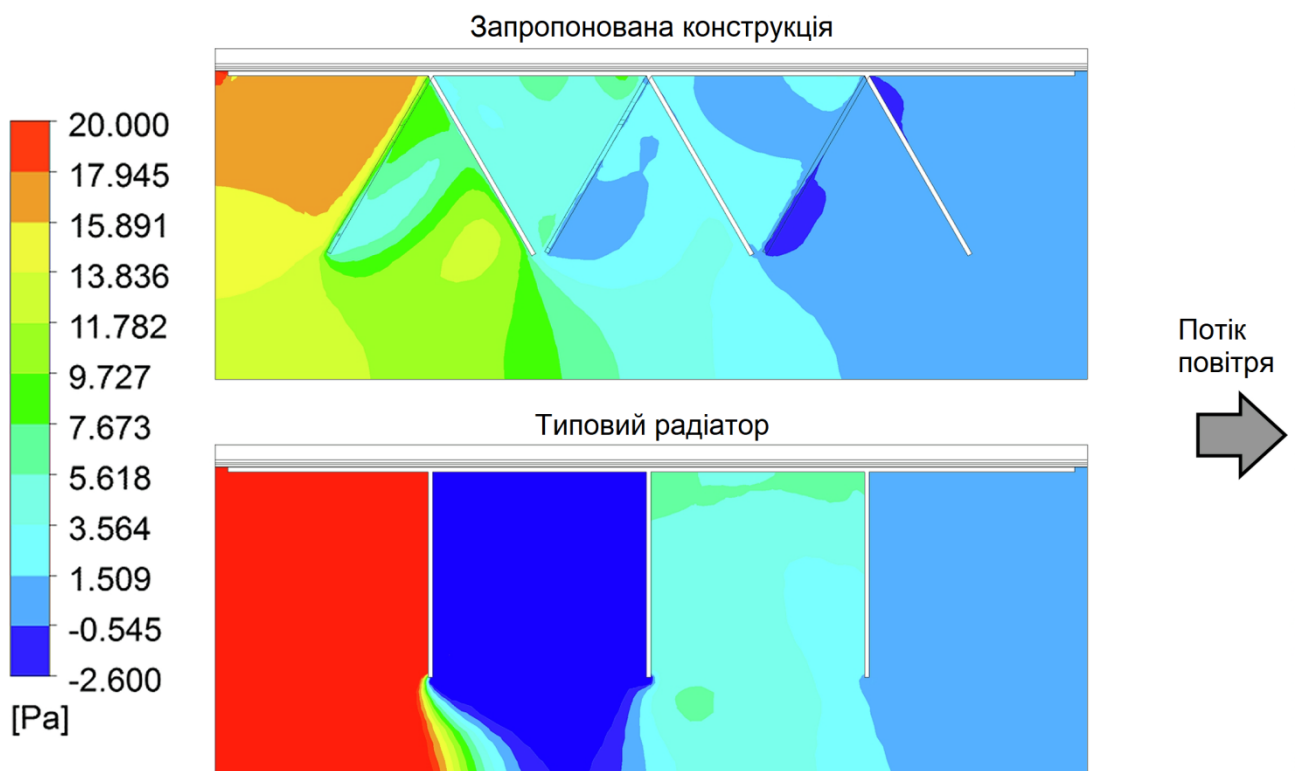 Запропонована конструкція
20.000
17.945
15.891
13.836
11.782
9.727
7.673
5.618
3.564
1.509
-0.545
-2.600
[Pa]
Потік
повітря
Типовий радіатор